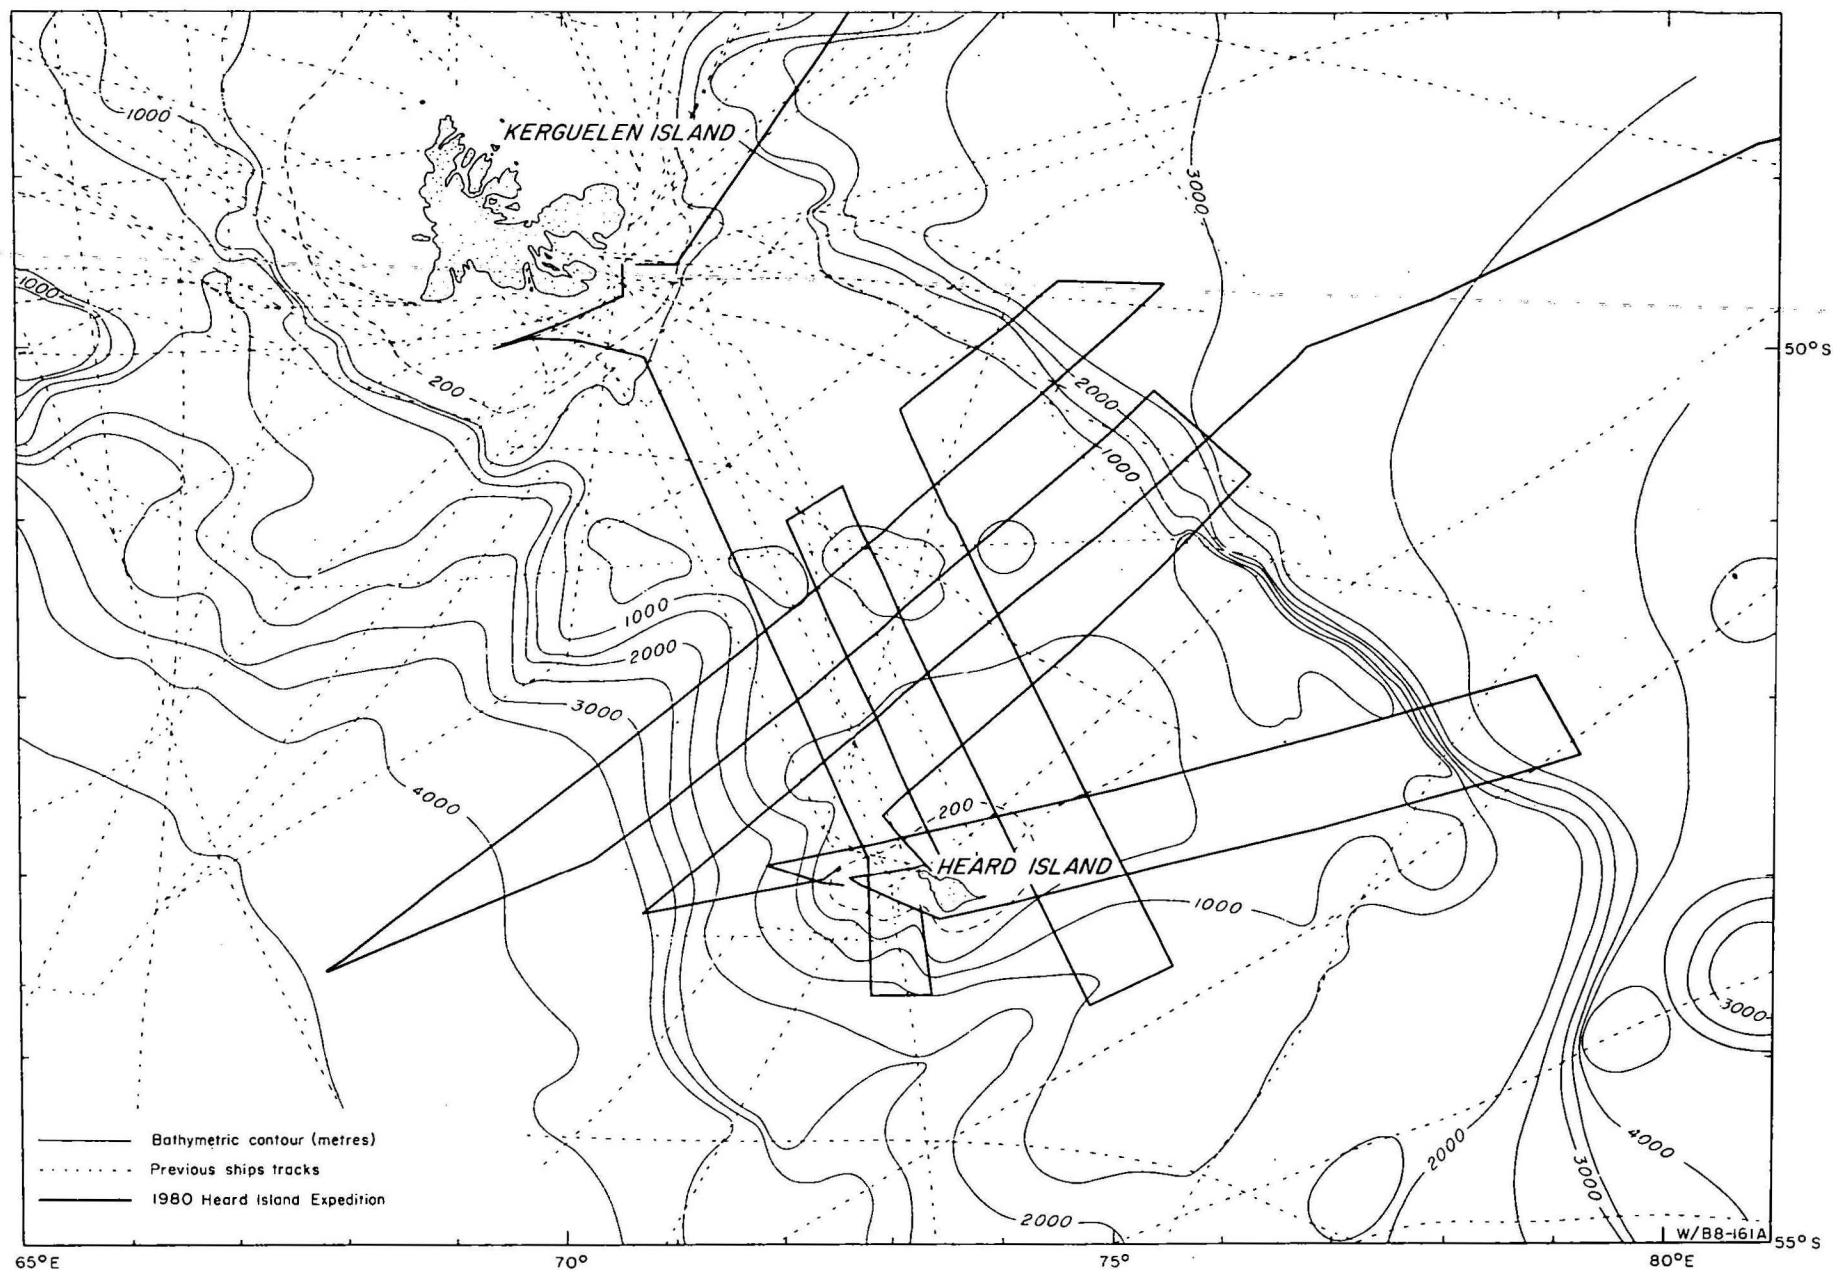 1000
KERGUELEN ISLAND
3000
1000
50°S
200
2000
1000
1000
2000
3000
4000
200
HEARD ISLAND
1000
3000
2000
3000
4000
2000
Bathymetric contour (metres)
Previous ships tracks
1980 Heard Island Expedition
W/B8-161A
55°S
65°E
70°
75°
80°E